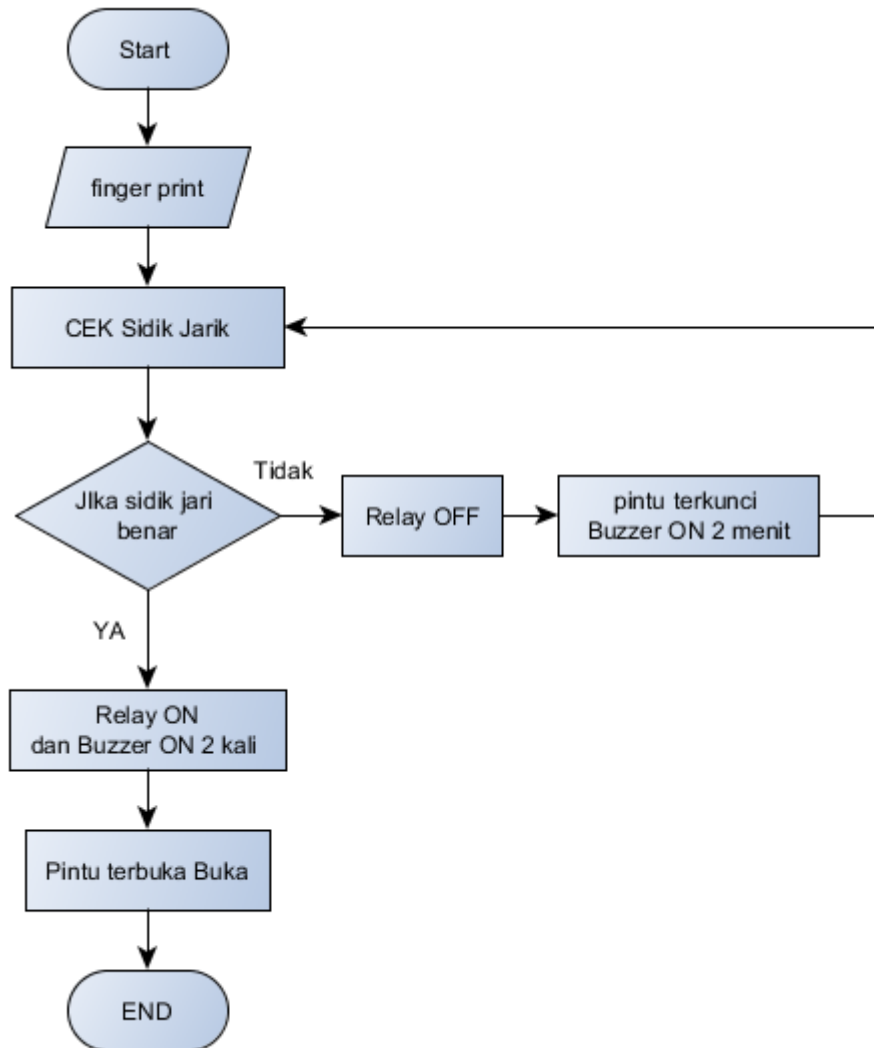 Start
finger print
CEK Sidik Jarik
JIka sidik jari
benar
Tidak
Relay OFF
pintu terkunci
Buzzer ON 2 menit
YA
Relay ON
dan Buzzer ON 2 kali
Pintu terbuka Buka
END